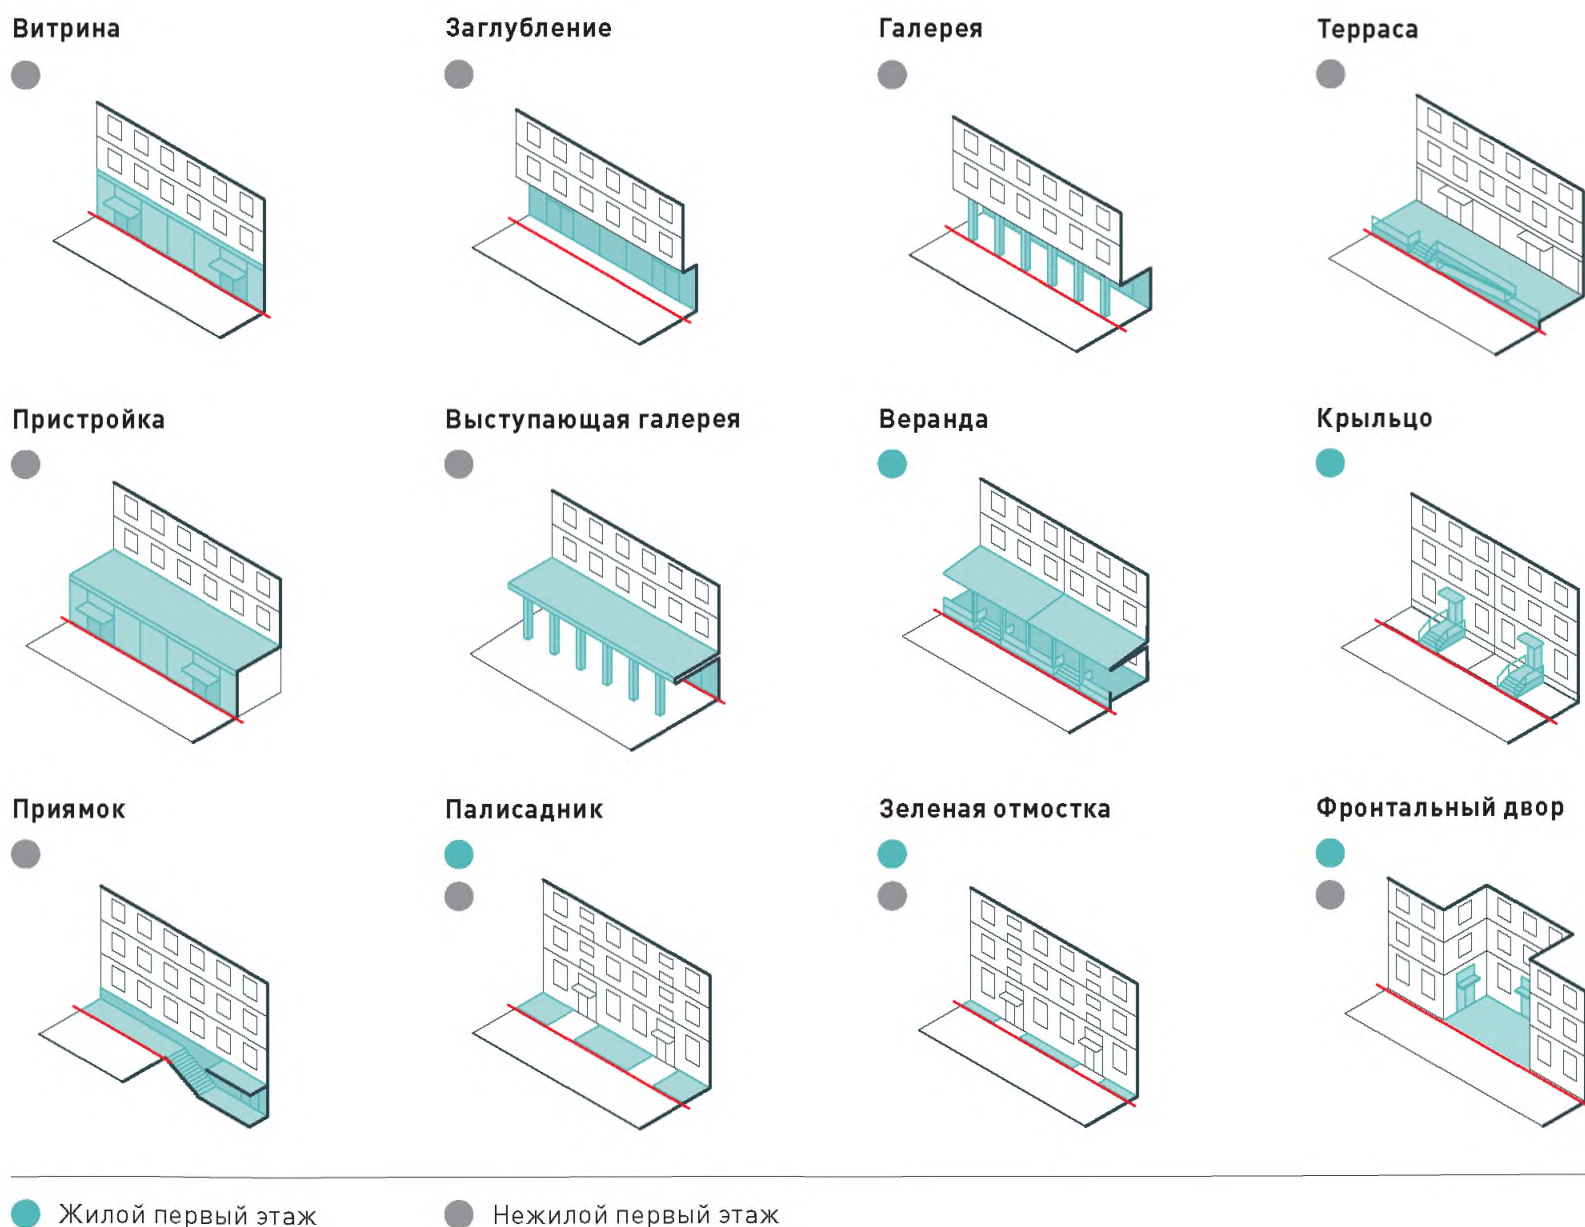 Витрина
Заглубление
Галерея
Терраса
Пристройка
Выступающая галерея
Веранда
Крыльцо
Приямок
Палисадник
Зеленая отмостка
Фронтальный двор
Жилой первый этаж
Нежилой первый этаж